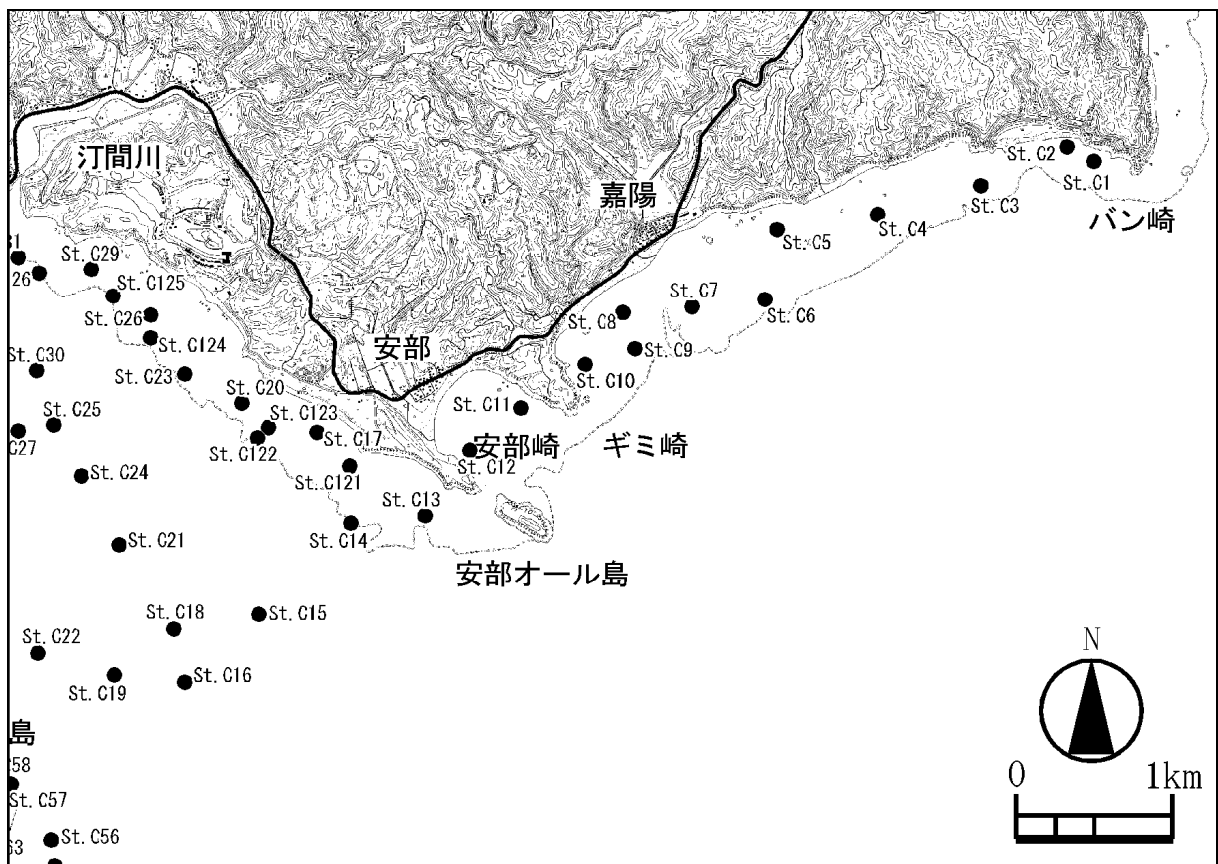 汀間川
嘉陽
St. C2
St. C1
St. C3
バン崎
St. C4
St. C5
31
St. C29
26
St. C125
St. C26
St. C7
St. C6
St. C8
St. C124
安部
St. C9
St. C30
St. C23
St. C10
St. C20
St. C11
St. C25
St. C123
St. C17
C27
St. C122
安部崎
ギミ崎
St. C12
St. C24
St. C121
St. C13
St. C14
St. C21
安部オール島
St. C18
St. C15
St. C22
St. C19
St. C16
N
島
C58
0 1km
St. C57
St. C56
63